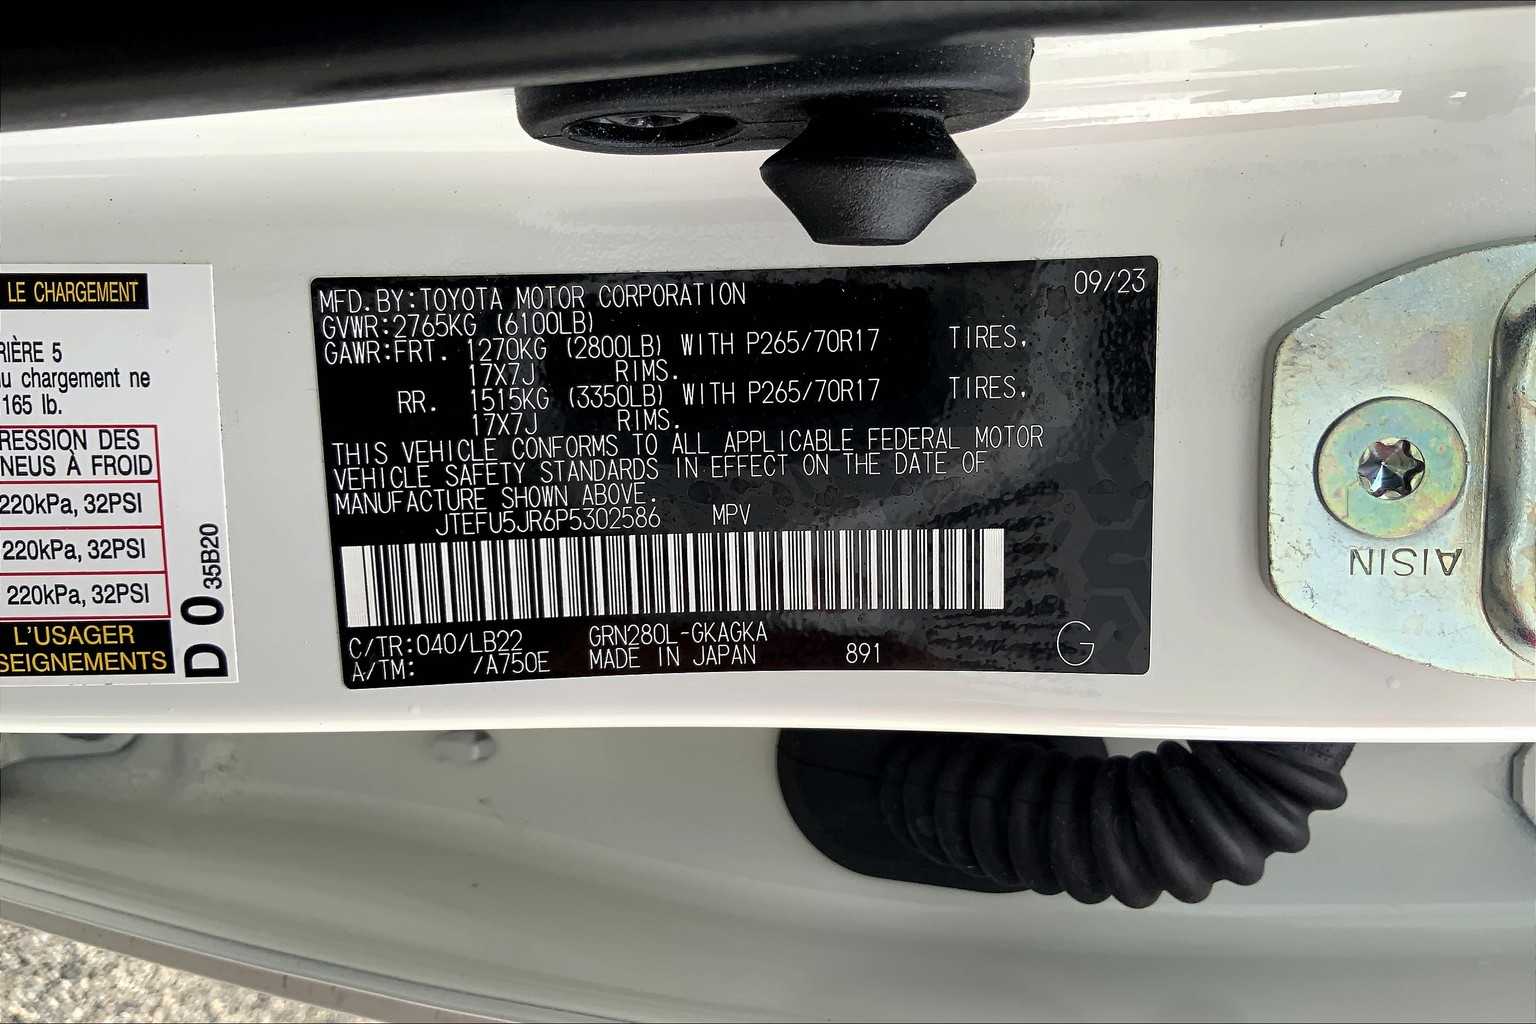 LE CHARGEMENT
RIÈRE 5
u chargement ne
165 lb.
RESSION DES
NEUS À FROID
220kPa, 32PSI
220kPa, 32PSI
220kPa, 32PSI
L'USAGER
SEIGNEMENTS
D 0 35B20
09/23
MFD.BY:TOYOTA MOTOR CORPORATION
GVWR:2765KG (6100LB)
GAWR:FRT. 1270KG (2800LB) WITH P265/70R17 TIRES,
17X7J RIMS.
RR. 1515KG (3350LB) WITH P265/70R17 TIRES,
17X7J RIMS.
THIS VEHICLE CONFORMS TO ALL APPLICABLE FEDERAL MOTOR
VEHICLE SAFETY STANDARDS IN EFFECT ON THE DATE OF
MANUFACTURE SHOWN ABOVE.
JTEFU5JR6P5302586 MPV
C/TR:040/LB22 GRN280L-GKAGKA
A/TM: /A750E MADE IN JAPAN 891
G
AISIN